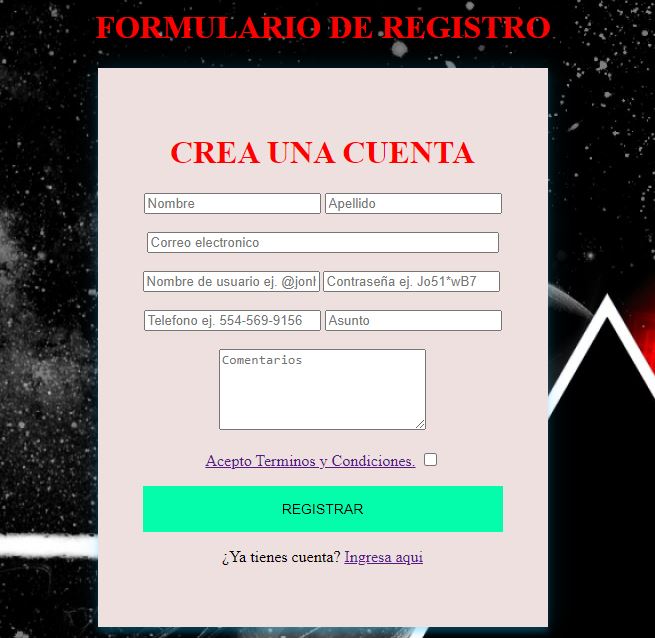 FORMULARIO DE REGISTRO
CREA UNA CUENTA
Nombre Apellido
Correo electronico
Nombre de usuario ej. @jonh Contraseña ej. Jo51*wB7
Telefono ej. 554-569-9156 Asunto
Comentarios
Acepto Terminos y Condiciones.
REGISTRAR
¿Ya tienes cuenta? Ingresa aqui